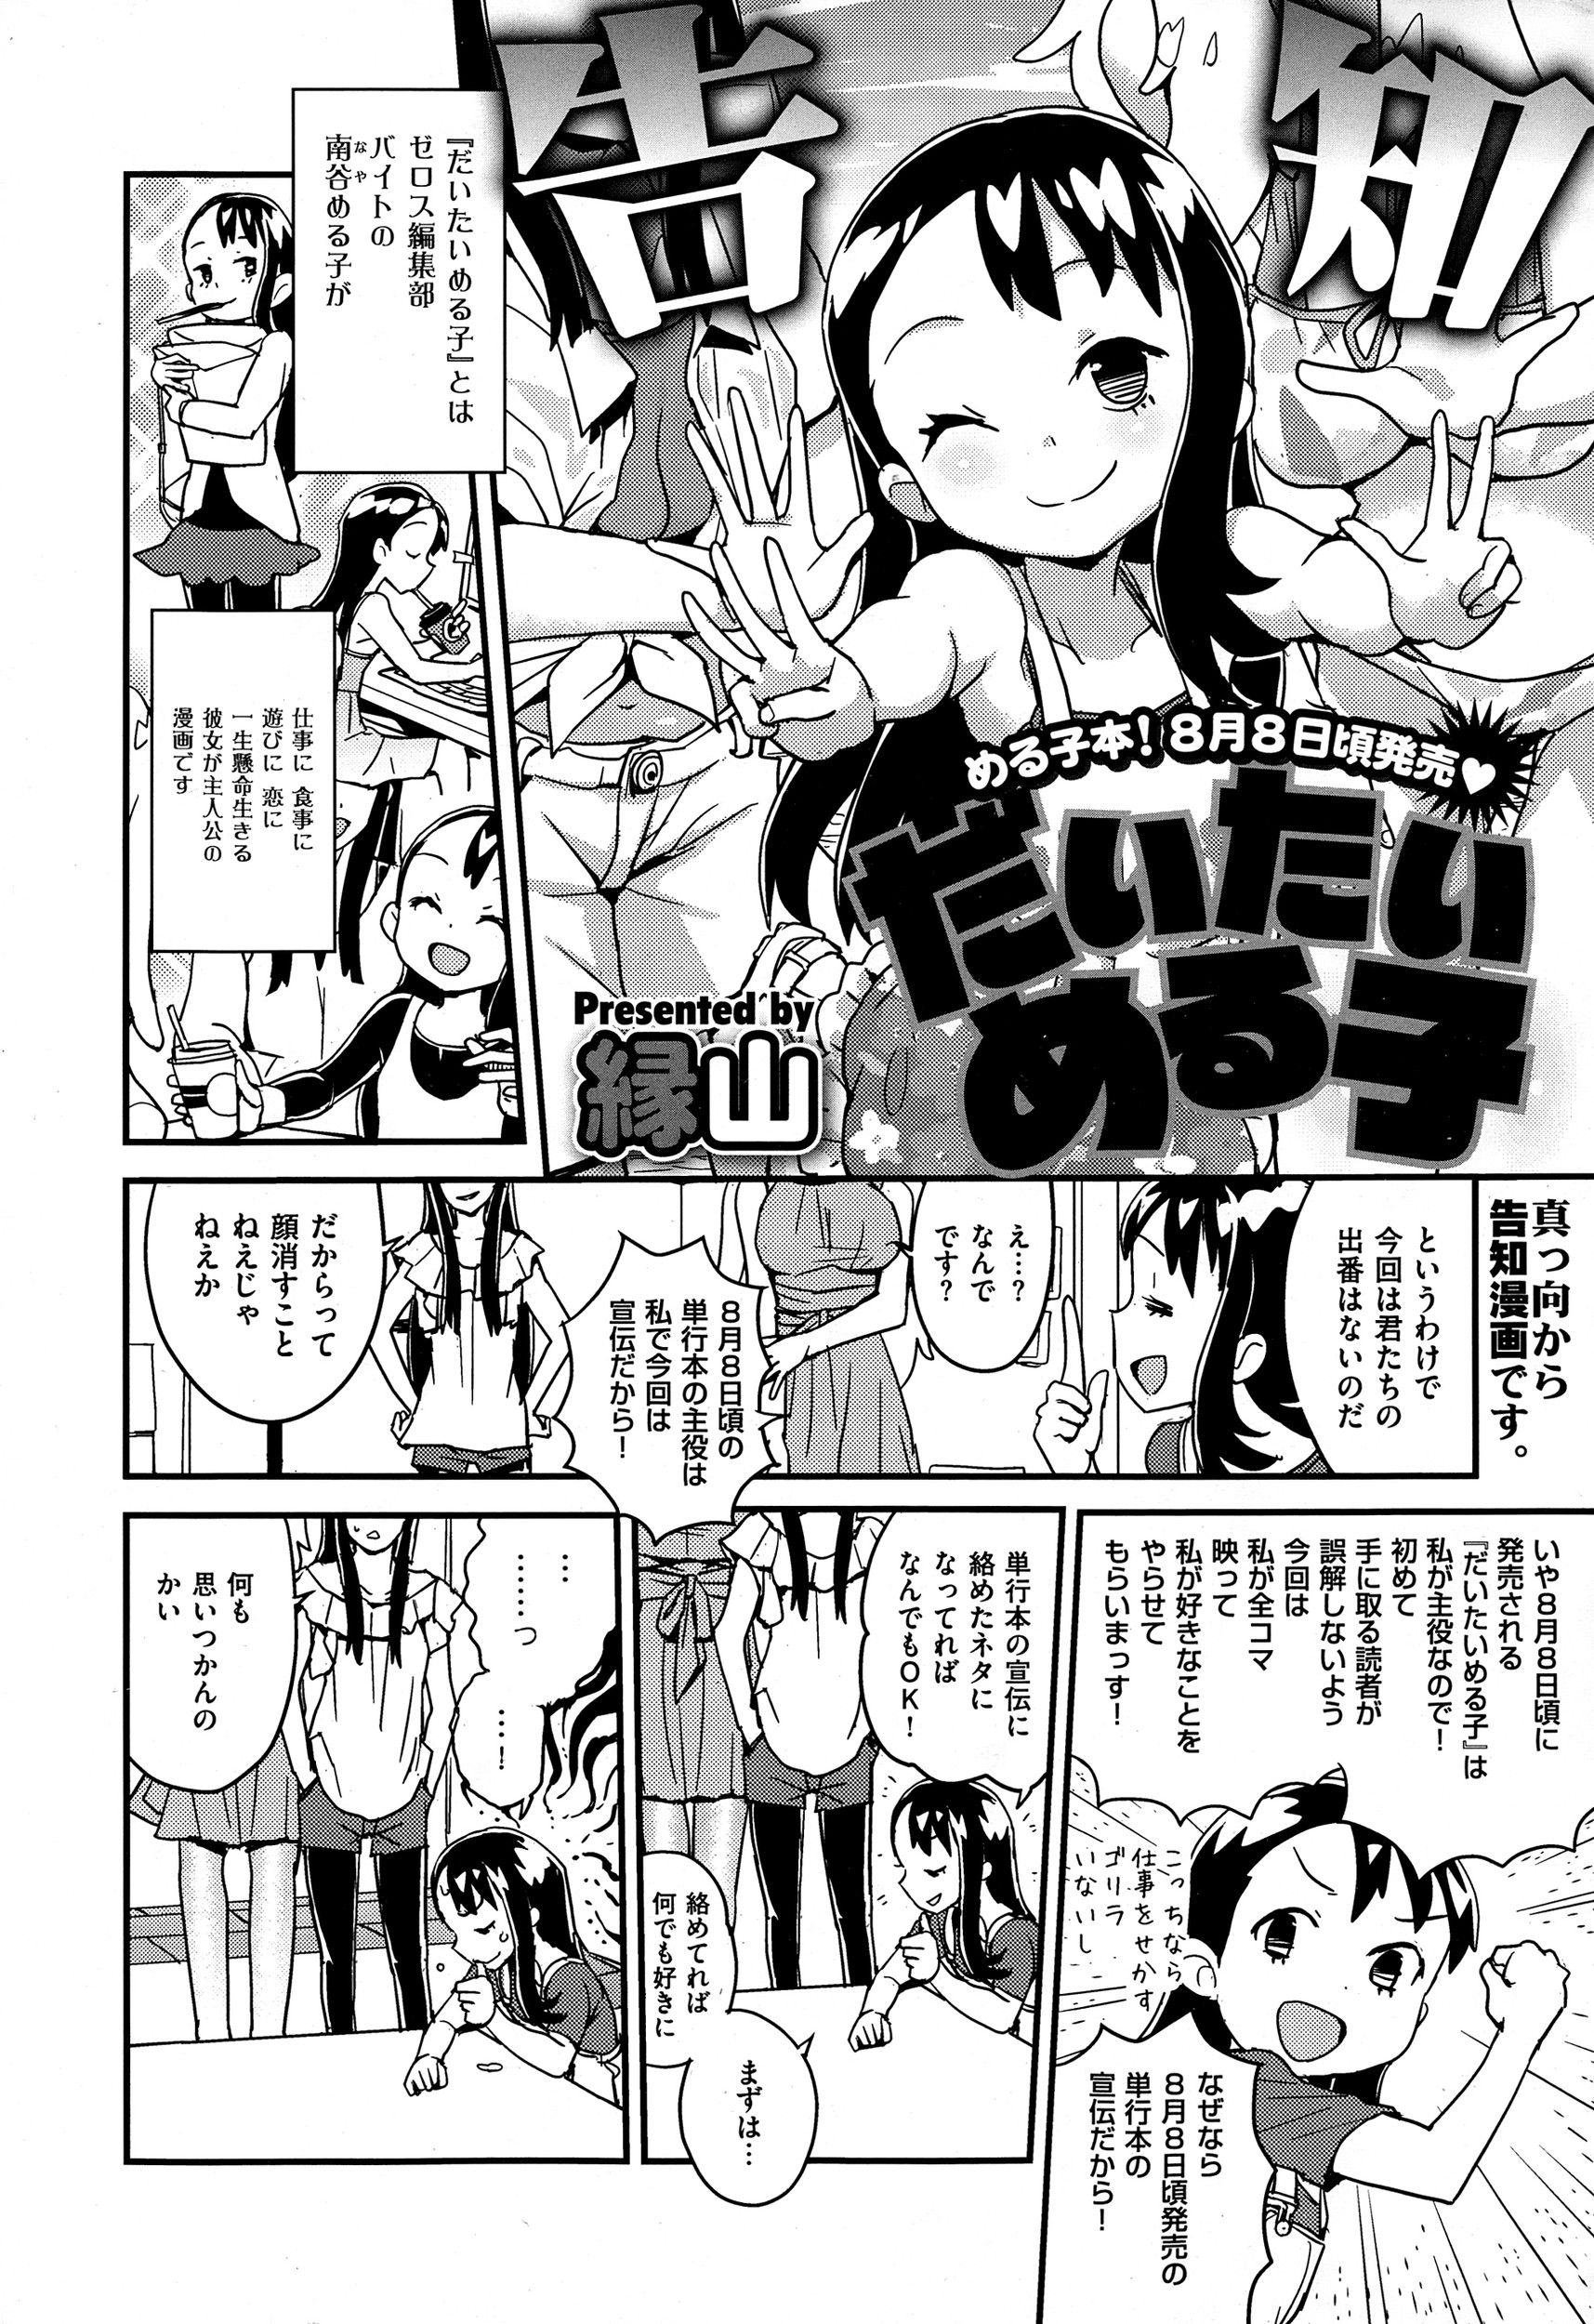 告知
める子本!8月8日頃発売♥
だいたい
める子
Presented by
縁山
『だいたいめる子』とは
ゼロス編集部
バイトの
南谷める子が
なや
仕事に 食事に
遊びに 恋に
一生懸命生きる
彼女が主人公の
漫画です
真っ向から
告知漫画です。
というわけで
今回は君たちの
出番はないのだ
え…?
なんで
です?
8月8日頃の
単行本の主役は
私で今回は
宣伝だから!
だからって
顔消すこと
ねえじゃ
ねえか
いや8月8日頃に
発売される
『だいたいめる子』は
私が主役なので!
初めて
手に取る読者が
誤解しないよう
今回は
私が全コマ
映って
私が好きなことを
やらせて
もらいまっす!
こっちなら
仕事をせかす
ゴリラ
いないし
なぜなら
8月8日頃発売の
単行本の
宣伝だから!
単行本の宣伝に
絡めたネタに
なってれば
なんでもOK!
絡めてれば
何でも好きに
まずは…
…
……っ
…!
何も
思いつかんの
かい